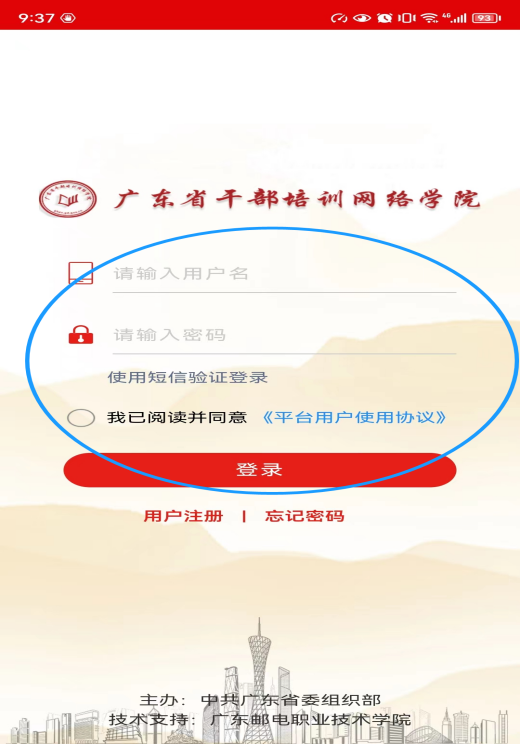 9:37
4G
93
广东省干部培训网络学院
请输入用户名
请输入密码
使用短信验证登录
我已阅读并同意 《平台用户使用协议》
登录
用户注册 | 忘记密码
主办：中共广东省委组织部
技术支持：广东邮电职业技术学院